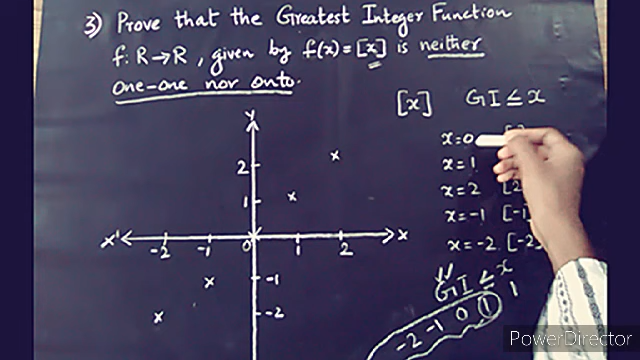 3) Prove that the Greatest Integer Function
f: R→R, given by f(x) = [x] is neither
one-one nor onto.
[x] GI ≤ x
x=0
x=1
x=2 [2
x=-1 [-1
x=-2 [-2]
GI ≤ x
-2 -1 0 1 1
Y
2
1
X' -2 -1 0 1 2 X
-1
-2
PowerDirector